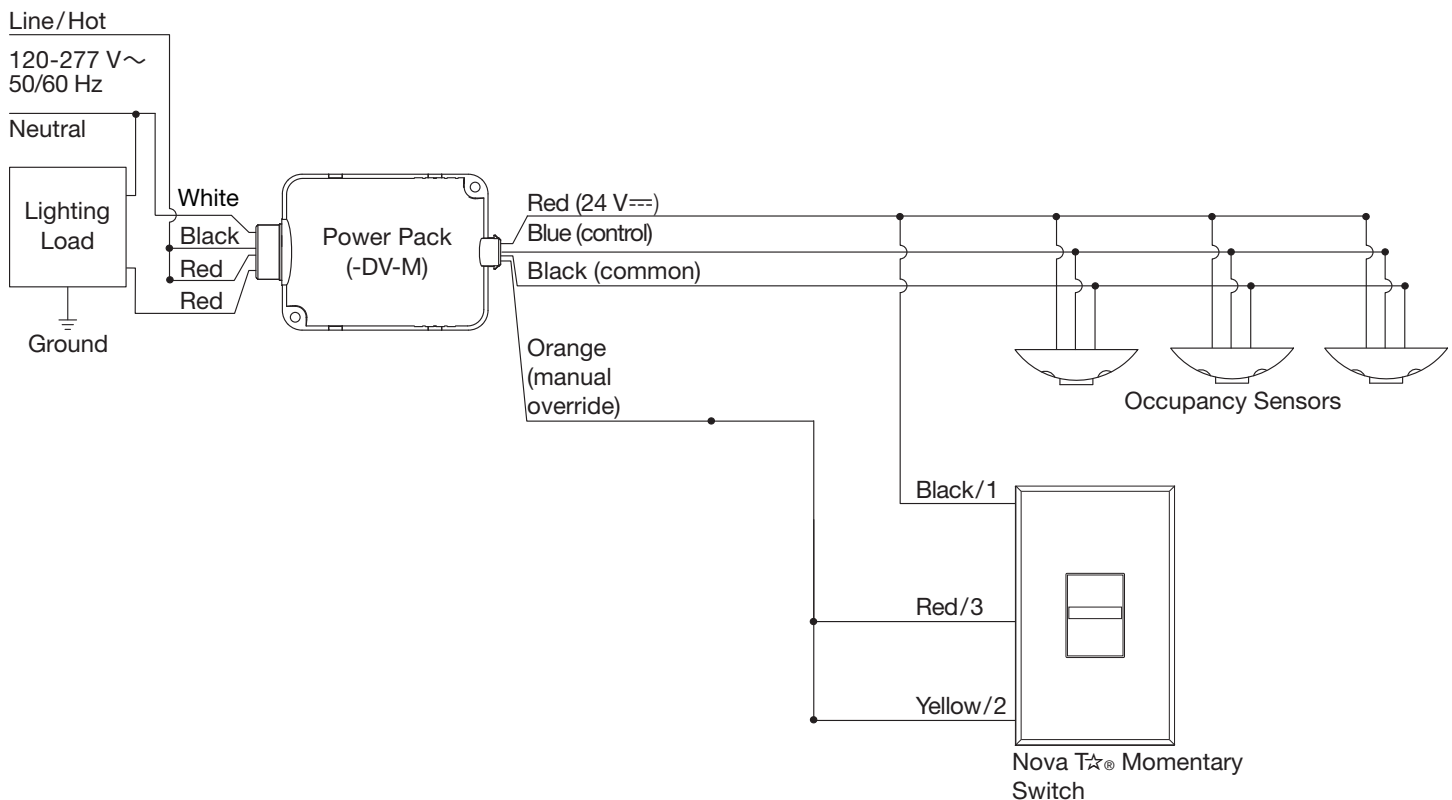 Line/Hot
120-277 V~
50/60 Hz
Neutral
Lighting
Load
Ground
White
Black
Red
Red
Power Pack
(-DV-M)
Red (24 V⎓)
Blue (control)
Black (common)
Orange
(manual
override)
Occupancy Sensors
Black/1
Red/3
Yellow/2
Nova T☆® Momentary
Switch